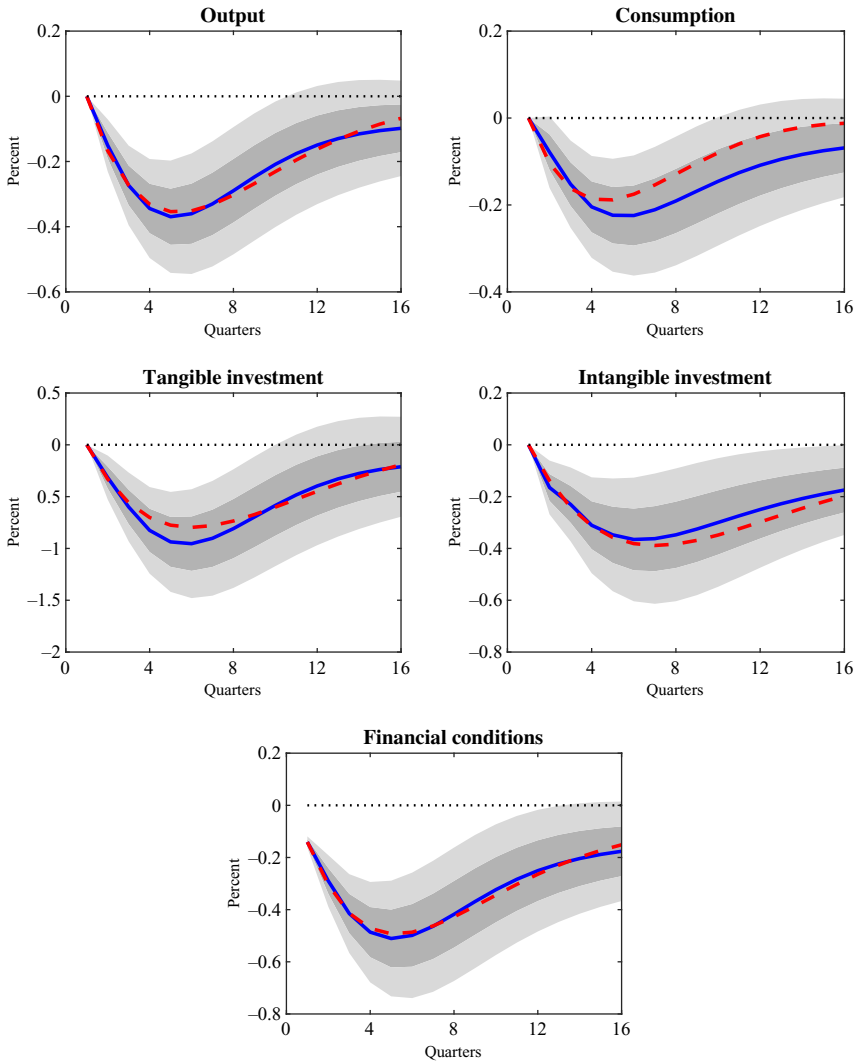 Output
0.2
0
–0.2
–0.4
–0.6
Percent
0 4 8 12 16
Quarters
Consumption
0.2
0
–0.2
–0.4
Percent
0 4 8 12 16
Quarters
Tangible investment
0.5
0
0.5
–1
–1.5
–2
Percent
0 4 8 12 16
Quarters
Intangible investment
0.2
0
–0.2
–0.4
–0.6
–0.8
Percent
0 4 8 12 16
Quarters
Financial conditions
0.2
0
–0.2
–0.4
–0.6
–0.8
Percent
0 4 8 12 16
Quarters